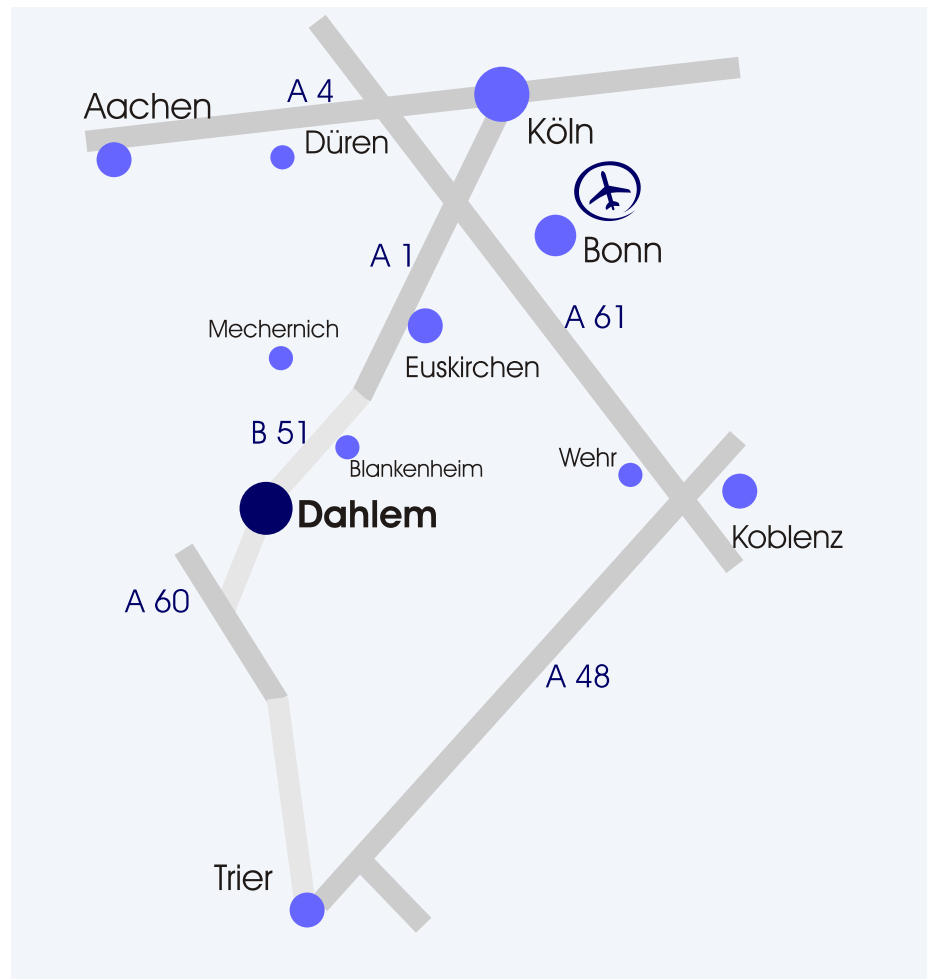 A 4
Aachen
Köln
Düren
Bonn
A 1
A 61
Mechernich
Euskirchen
B 51
Wehr
Blankenheim
Dahlem
Koblenz
A 60
A 48
Trier